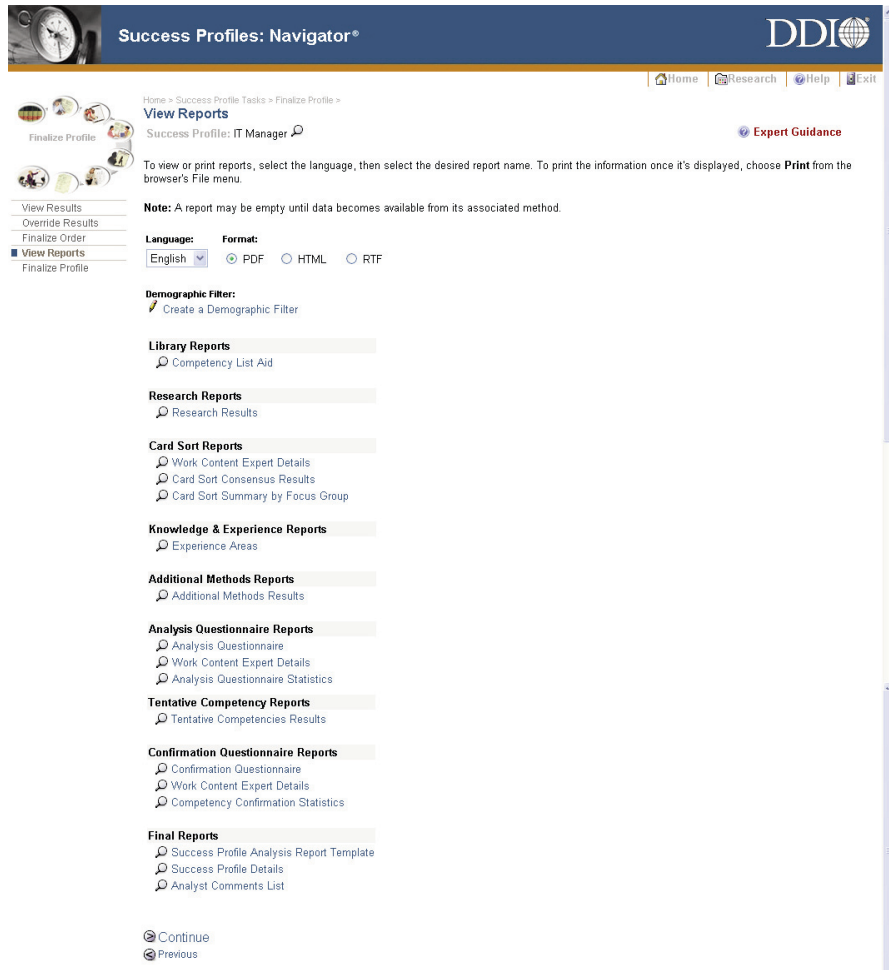 Success Profiles: Navigator®
DDI
Home
Research
Help
Exit
Home > Success Profile Tasks > Finalize Profile >
View Reports
Success Profile: IT Manager
Expert Guidance
Finalize Profile
To view or print reports, select the language, then select the desired report name. To print the information once it's displayed, choose Print from the
browser's File menu.
View Results
Override Results
Finalize Order
View Reports
Finalize Profile
Note: A report may be empty until data becomes available from its associated method.
Language: Format:
English PDF HTML RTF
Demographic Filter:
Create a Demographic Filter
Library Reports
Competency List Aid
Research Reports
Research Results
Card Sort Reports
Work Content Expert Details
Card Sort Consensus Results
Card Sort Summary by Focus Group
Knowledge & Experience Reports
Experience Areas
Additional Methods Reports
Additional Methods Results
Analysis Questionnaire Reports
Analysis Questionnaire
Work Content Expert Details
Analysis Questionnaire Statistics
Tentative Competency Reports
Tentative Competencies Results
Confirmation Questionnaire Reports
Confirmation Questionnaire
Work Content Expert Details
Competency Confirmation Statistics
Final Reports
Success Profile Analysis Report Template
Success Profile Details
Analyst Comments List
Continue
Previous